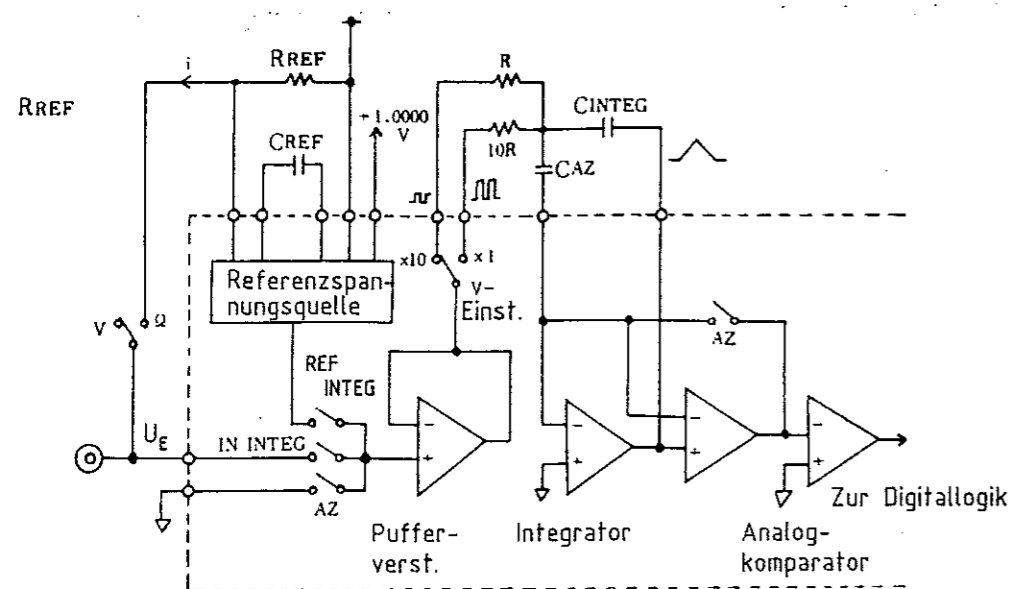 i
RREF
R
RREF
+1.0000
V
CREF
CINTEG
10R
CAZ
x10
x1
V-
Einst.
Referenzspan-
nungsquelle
V
Ω
AZ
REF
INTEG
UE
IN INTEG
AZ
-
+
-
+
-
+
-
+
Zur Digitallogik
Puffer-
verst.
Integrator
Analog-
komparator